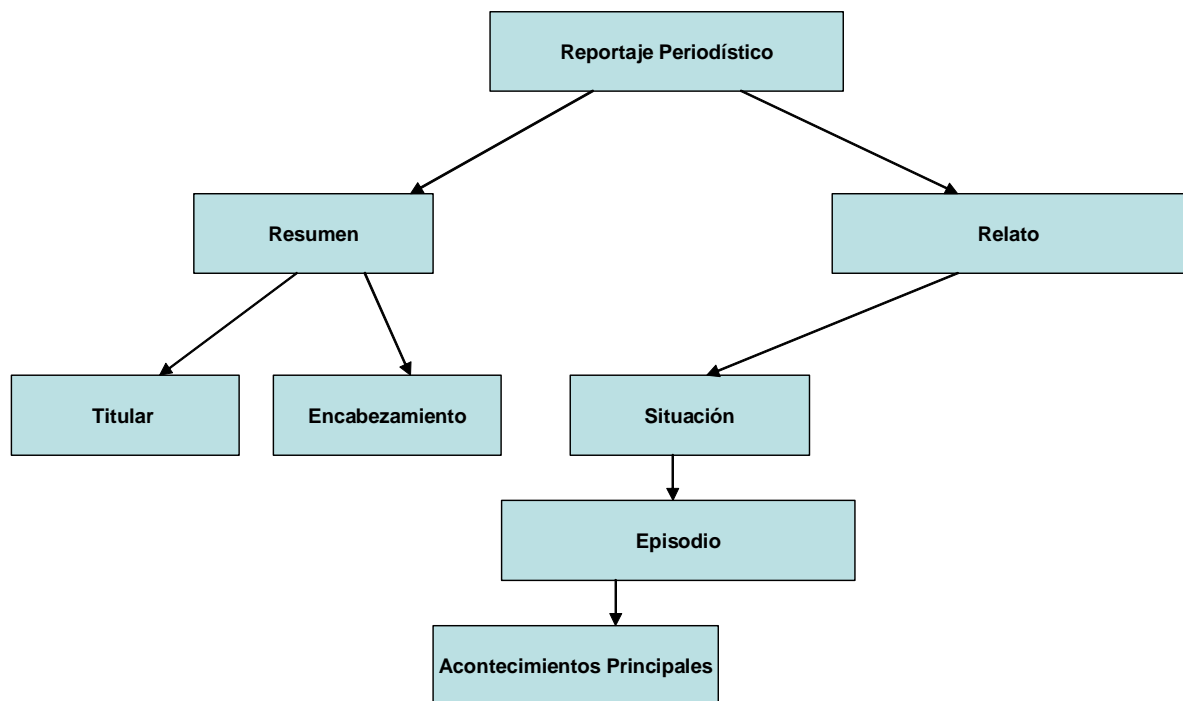 Reportaje Periodístico
Resumen
Relato
Titular
Encabezamiento
Situación
Episodio
Acontecimientos Principales